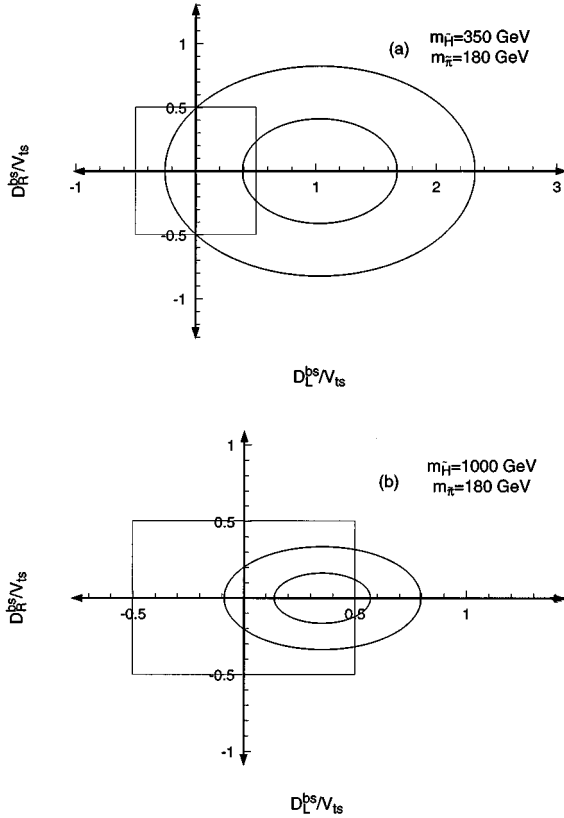 (a)
m_H̃=350 GeV
m_π̃=180 GeV
1
0.5
-0.5
-1
-1
1
2
3
D_R^bs/V_ts
D_L^bs/V_ts
(b)
m_H̃=1000 GeV
m_π̃=180 GeV
1
0.5
-0.5
-1
-0.5
0.5
1
D_R^bs/V_ts
D_L^bs/V_ts